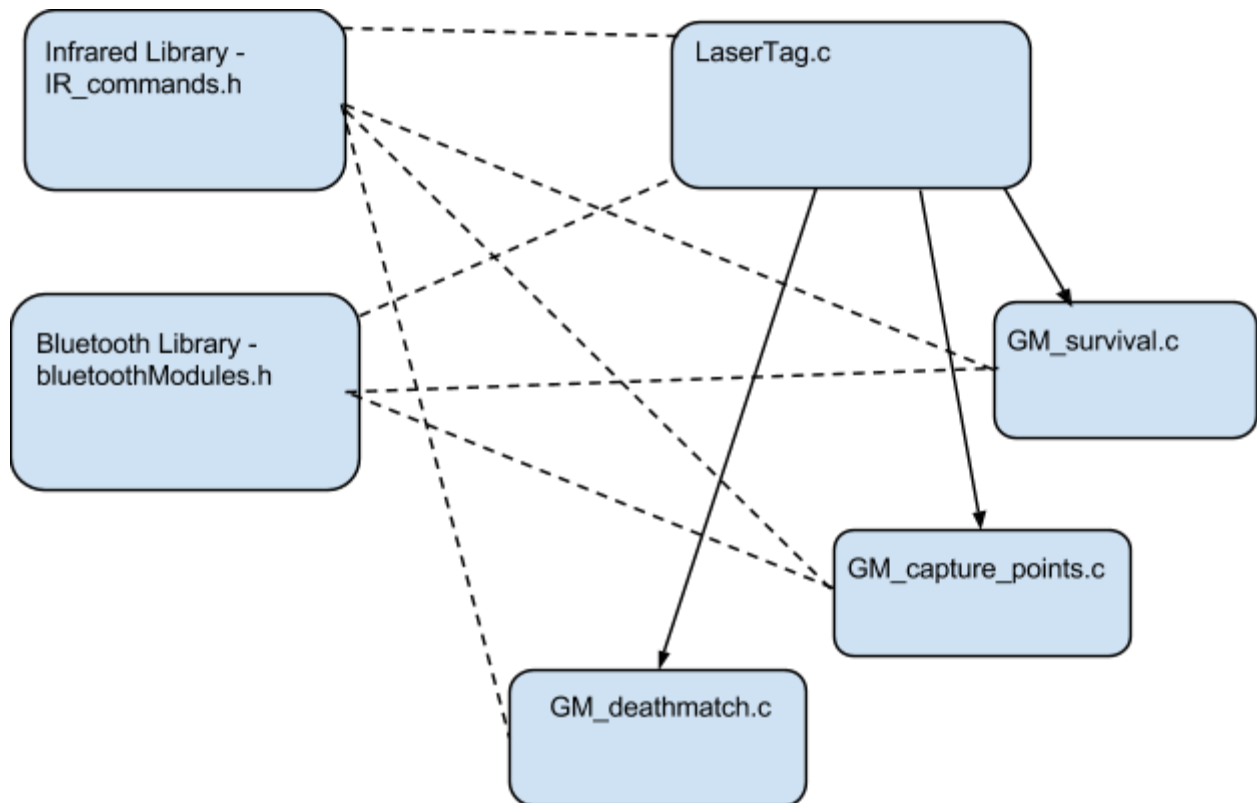 Infrared Library -
IR_commands.h
LaserTag.c
Bluetooth Library -
bluetoothModules.h
GM_survival.c
GM_capture_points.c
GM_deathmatch.c